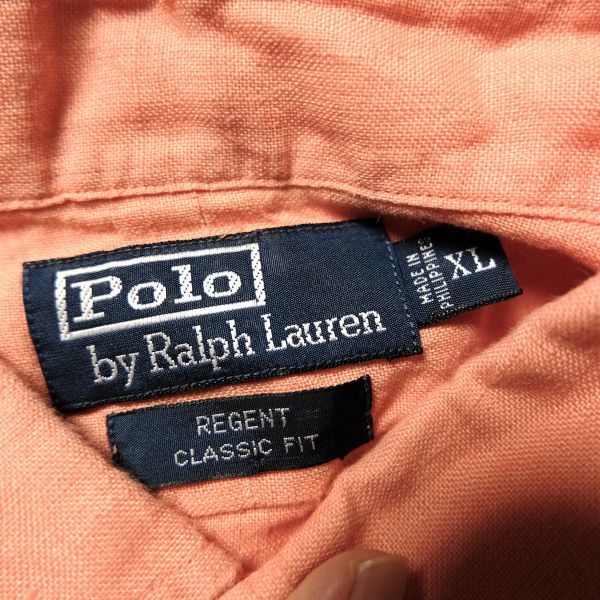 Polo
by Ralph Lauren
MADE IN
PHILIPPINES
XL
REGENT
CLASSIC FIT